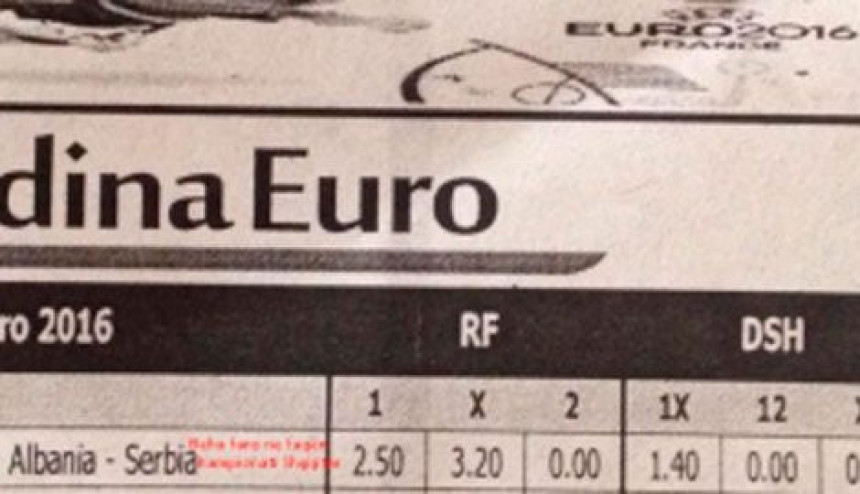 EURO2016
FRANCE
dina Euro
ro 2016 RF DSH
1 X 2 1X 12
Albania - Serbia 2.50 3.20 0.00 1.40 0.00 0